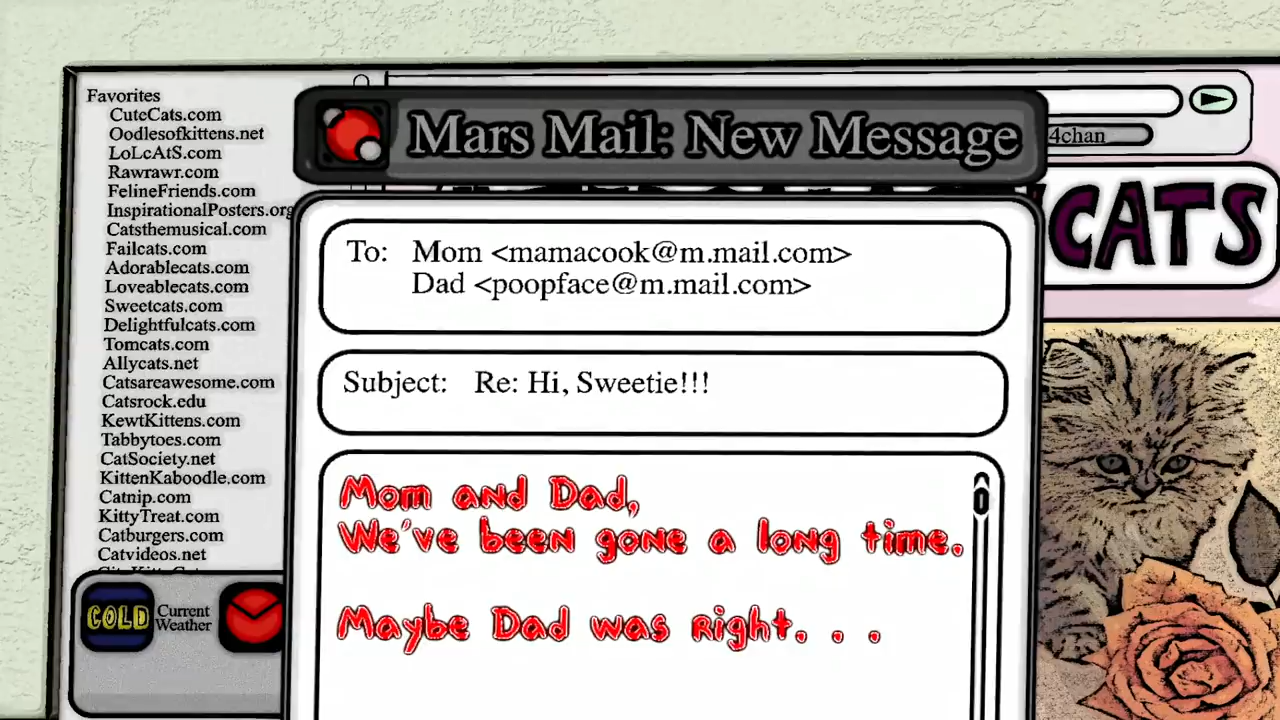 Favorites
CuteCats.com
Oodlesofkittens.net
LoLcAtS.com
Rawrawr.com
FelineFriends.com
InspirationalPosters.org
Catsthemusical.com
Failcats.com
Adorablecats.com
Loveablecats.com
Sweetcats.com
Delightfulcats.com
Tomcats.com
Allycats.net
Catsareawesome.com
Catsrock.edu
KewtKittens.com
Tabbytoes.com
CatSociety.net
KittenKaboodle.com
Catnip.com
KittyTreat.com
Catburgers.com
Catvideos.net
COLD
Current
Weather
4chan
CATS
Mars Mail: New Message
To: Mom <mamacook@m.mail.com>
Dad <poopface@m.mail.com>
Subject: Re: Hi, Sweetie!!!
Mom and Dad,
We've been gone a long time.
Maybe Dad was right. . .